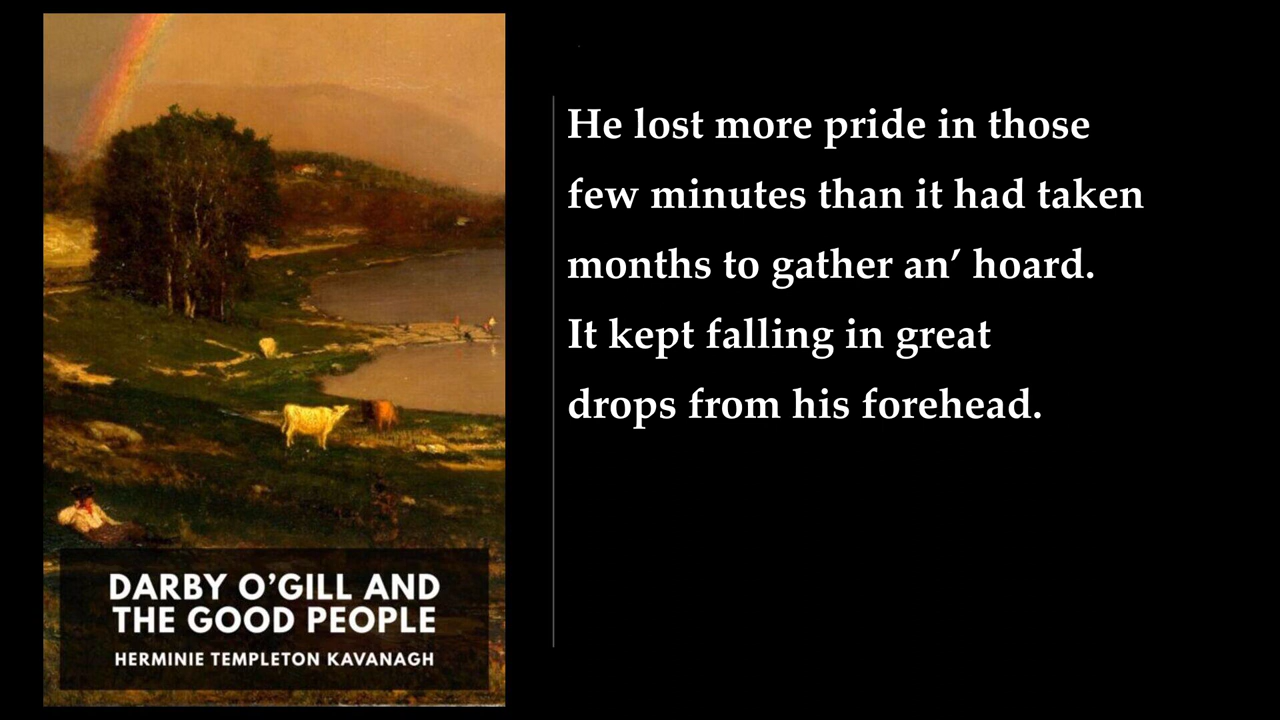 He lost more pride in those
few minutes than it had taken
months to gather an’ hoard.
It kept falling in great
drops from his forehead.
DARBY O’GILL AND
THE GOOD PEOPLE
HERMINIE TEMPLETON KAVANAGH